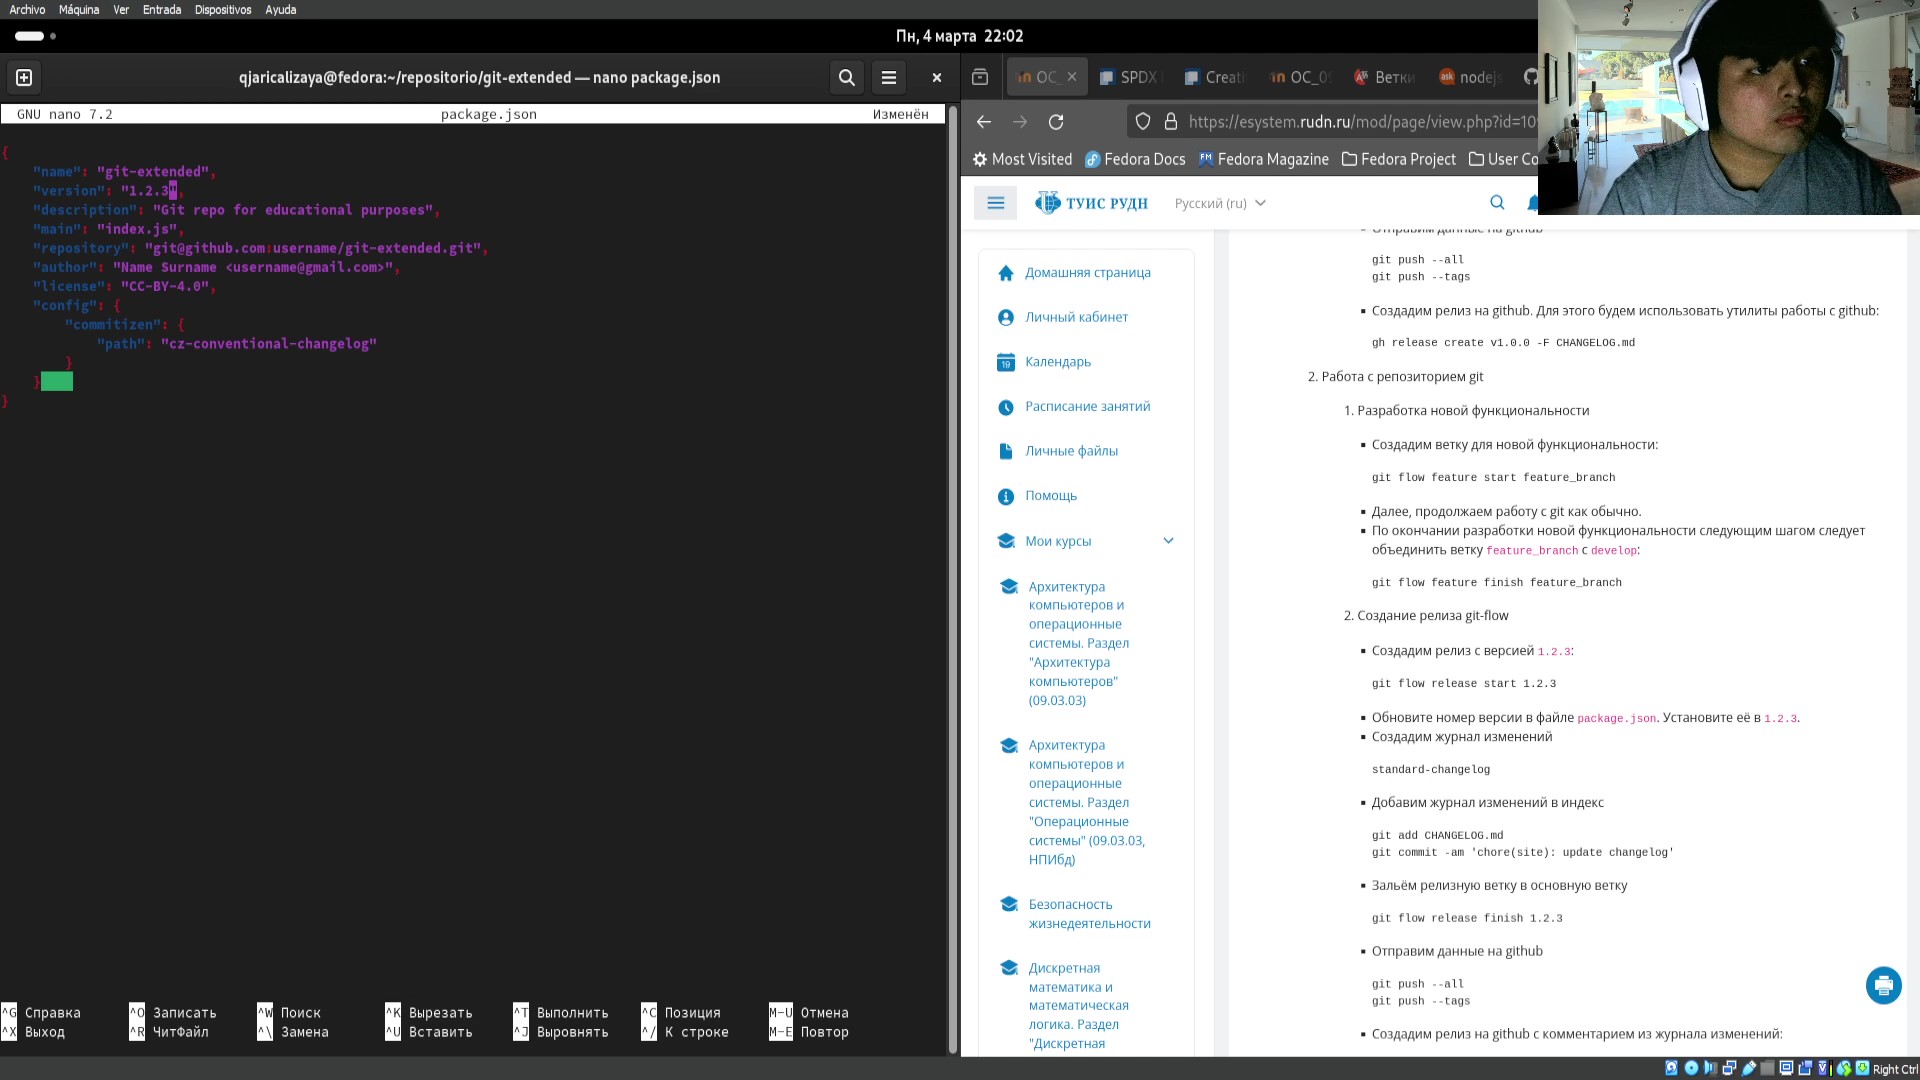 Archivo Máquina Ver Entrada Dispositivos Ayuda
Пн, 4 марта 22:02
qjaricalizaya@fedora:~/repositorio/git-extended — nano package.json
GNU nano 7.2 package.json Изменён
{
"name": "git-extended",
"version": "1.2.3",
"description": "Git repo for educational purposes",
"main": "index.js",
"repository": "git@github.com:username/git-extended.git",
"author": "Name Surname <username@gmail.com>",
"license": "CC-BY-4.0",
"config": {
"commitizen": {
"path": "cz-conventional-changelog"
}
}
}
^G Справка ^O Записать ^W Поиск ^K Вырезать ^T Выполнить ^C Позиция M-U Отмена
^X Выход ^R ЧитФайл ^\ Замена ^U Вставить ^J Выровнять ^/ К строке M-E Повтор
OC_ SPDX Creati OC_0 Ветки nodejs
https://esystem.rudn.ru/mod/page/view.php?id=10
Most Visited Fedora Docs Fedora Magazine Fedora Project User Co
ТУИС РУДН Русский (ru)
Домашняя страница
Личный кабинет
Календарь
Расписание занятий
Личные файлы
Помощь
Мои курсы
Архитектура
компьютеров и
операционные
системы. Раздел
"Архитектура
компьютеров"
(09.03.03)
Архитектура
компьютеров и
операционные
системы. Раздел
"Операционные
системы" (09.03.03,
НПИбд)
Безопасность
жизнедеятельности
Дискретная
математика и
математическая
логика. Раздел
"Дискретная
Отправим данные на github
git push --all
git push --tags
Создадим релиз на github. Для этого будем использовать утилиты работы с github:
gh release create v1.0.0 -F CHANGELOG.md
2. Работа с репозиторием git
1. Разработка новой функциональности
Создадим ветку для новой функциональности:
git flow feature start feature_branch
Далее, продолжаем работу c git как обычно.
По окончании разработки новой функциональности следующим шагом следует
объединить ветку feature_branch c develop:
git flow feature finish feature_branch
2. Создание релиза git-flow
Создадим релиз с версией 1.2.3:
git flow release start 1.2.3
Обновите номер версии в файле package.json. Установите её в 1.2.3.
Создадим журнал изменений
standard-changelog
Добавим журнал изменений в индекс
git add CHANGELOG.md
git commit -am 'chore(site): update changelog'
Зальём релизную ветку в основную ветку
git flow release finish 1.2.3
Отправим данные на github
git push --all
git push --tags
Создадим релиз на github с комментарием из журнала изменений:
Right Ctrl